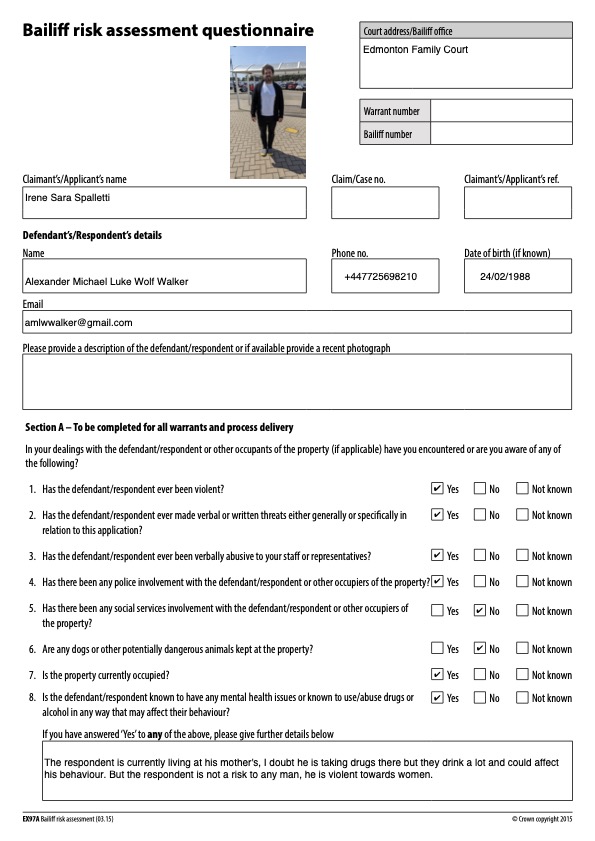 Bailiff risk assessment questionnaire
Court address/Bailiff office
Edmonton Family Court
Warrant number
Bailiff number
Claimant's/Applicant's name
Claim/Case no.
Claimant's/Applicant's ref.
Irene Sara Spalletti
Defendant's/Respondent's details
Name
Phone no.
Date of birth (if known)
Alexander Michael Luke Wolf Walker
+447725698210
24/02/1988
Email
amlwwalker@gmail.com
Please provide a description of the defendant/respondent or if available provide a recent photograph
Section A – To be completed for all warrants and process delivery
In your dealings with the defendant/respondent or other occupants of the property (if applicable) have you encountered or are you aware of any of
the following?
1. Has the defendant/respondent ever been violent? ✔ Yes No Not known
2. Has the defendant/respondent ever made verbal or written threats either generally or specifically in ✔ Yes No Not known
relation to this application?
3. Has the defendant/respondent ever been verbally abusive to your staff or representatives? ✔ Yes No Not known
4. Has there been any police involvement with the defendant/respondent or other occupiers of the property? ✔ Yes No Not known
5. Has there been any social services involvement with the defendant/respondent or other occupiers of Yes ✔ No Not known
the property?
6. Are any dogs or other potentially dangerous animals kept at the property? Yes ✔ No Not known
7. Is the property currently occupied? ✔ Yes No Not known
8. Is the defendant/respondent known to have any mental health issues or known to use/abuse drugs or ✔ Yes No Not known
alcohol in any way that may affect their behaviour?
If you have answered 'Yes' to any of the above, please give further details below
The respondent is currently living at his mother's, I doubt he is taking drugs there but they drink a lot and could affect
his behaviour. But the respondent is not a risk to any man, he is violent towards women.
EX97A Bailiff risk assessment (03.15)
© Crown copyright 2015